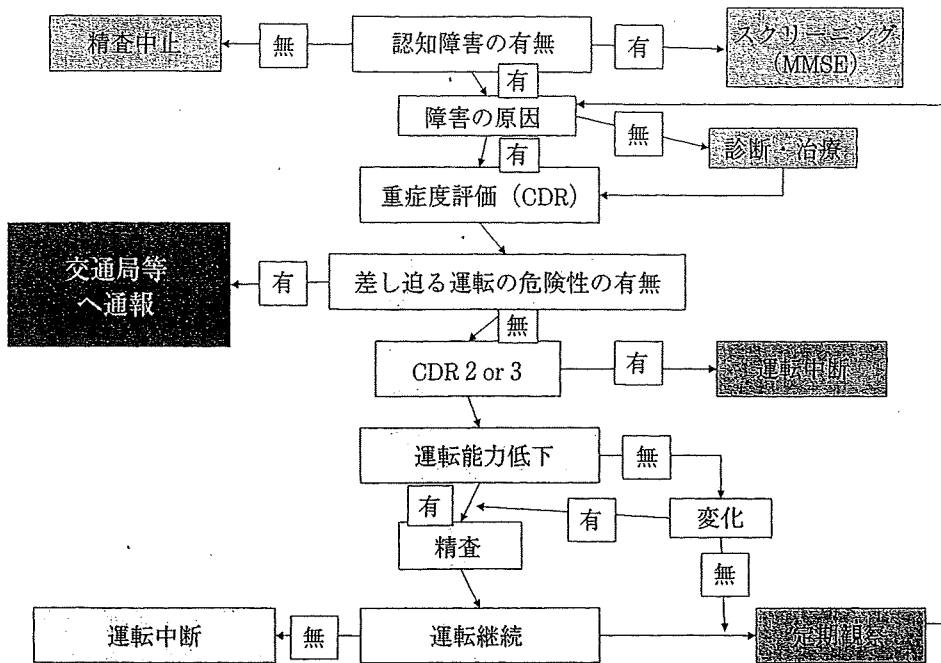 精査中止
無
認知障害の有無
有
スクリーニング
(MMSE)
有
障害の原因
無
診断・治療
有
重症度評価（CDR）
交通局等
へ通報
有
差し迫る運転の危険性の有無
無
CDR 2 or 3
有
運転中断
運転能力低下
無
有
有
変化
精査
無
運転中断
無
運転継続
定期観察